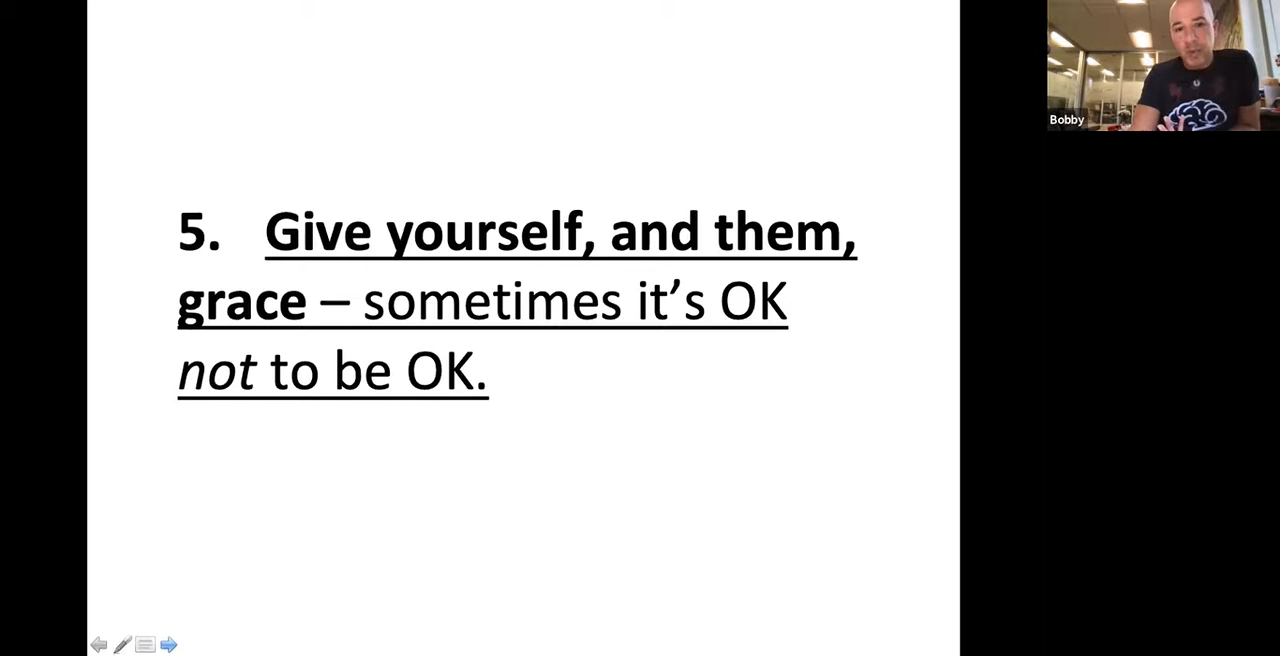 5. Give yourself, and them,
grace – sometimes it’s OK
not to be OK.
Bobby